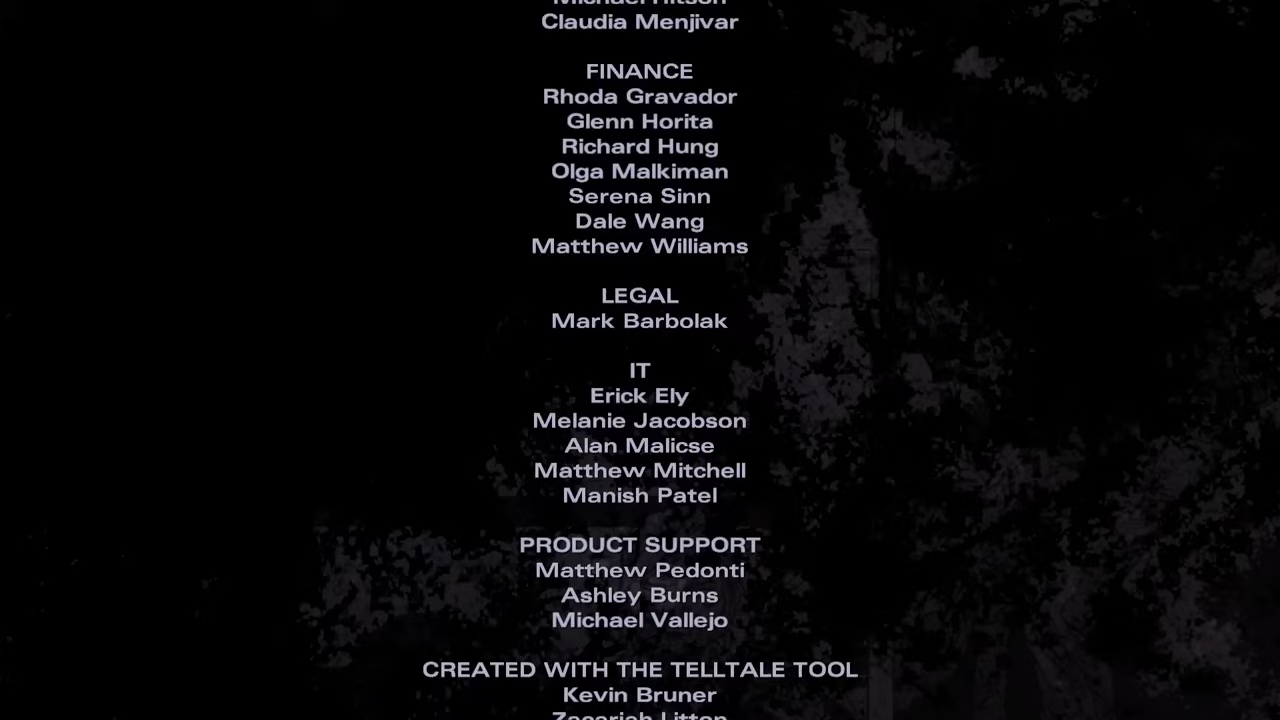 Claudia Menjivar
FINANCE
Rhoda Gravador
Glenn Horita
Richard Hung
Olga Malkiman
Serena Sinn
Dale Wang
Matthew Williams
LEGAL
Mark Barbolak
IT
Erick Ely
Melanie Jacobson
Alan Malicse
Matthew Mitchell
Manish Patel
PRODUCT SUPPORT
Matthew Pedonti
Ashley Burns
Michael Vallejo
CREATED WITH THE TELLTALE TOOL
Kevin Bruner